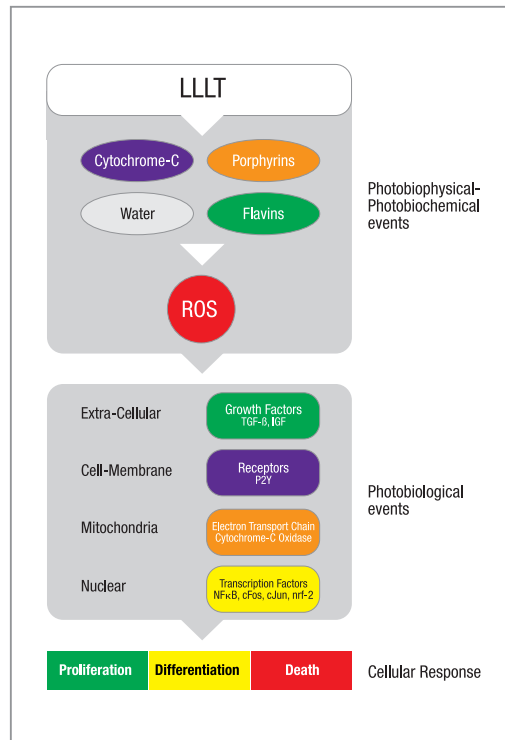 LLLT
Cytochrome-C
Porphyrins
Water
Flavins
ROS
Photobiophysical-
Photobiochemical
events
Extra-Cellular
Growth Factors
TGF-ß, IGF
Cell-Membrane
Receptors
P2Y
Mitochondria
Electron Transport Chain
Cytochrome-C Oxidase
Nuclear
Transcription Factors
NFκB, cFos, cJun, nrf-2
Photobiological
events
Proliferation
Differentiation
Death
Cellular Response